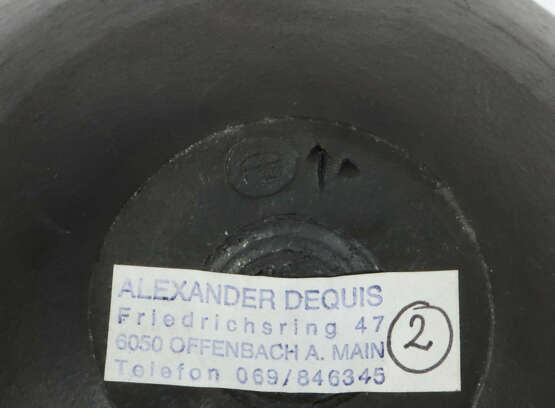 ALEXANDER DEQUIS
Friedrichsring 47
6050 OFFENBACH A. MAIN
Telefon 069/846345
2